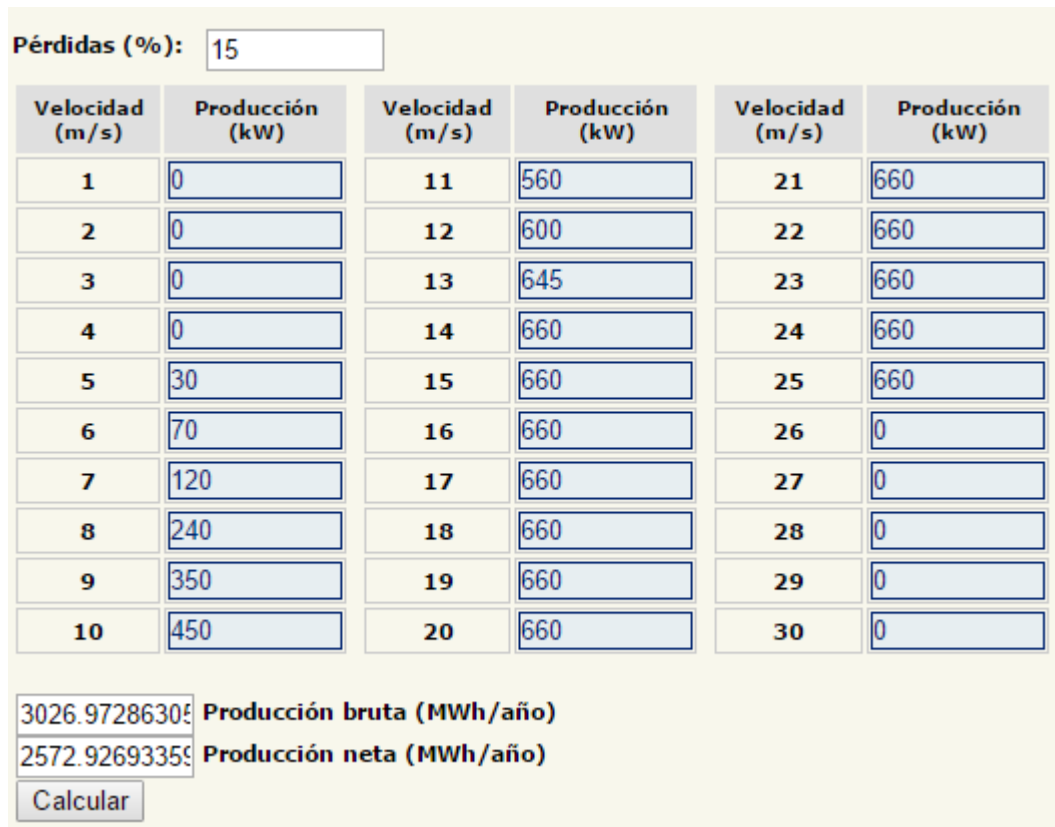 Pérdidas (%): 15
Velocidad (m/s) Producción (kW) Velocidad (m/s) Producción (kW) Velocidad (m/s) Producción (kW)
1 0 11 560 21 660
2 0 12 600 22 660
3 0 13 645 23 660
4 0 14 660 24 660
5 30 15 660 25 660
6 70 16 660 26 0
7 120 17 660 27 0
8 240 18 660 28 0
9 350 19 660 29 0
10 450 20 660 30 0
3026.97286305 Producción bruta (MWh/año)
2572.92693359 Producción neta (MWh/año)
Calcular